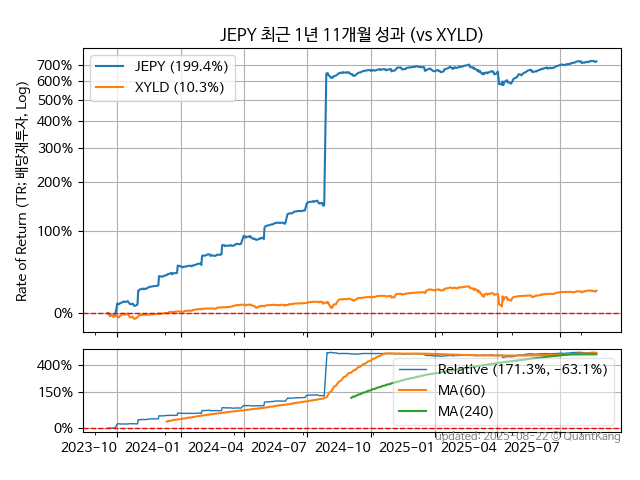 JEPY 최근 1년 11개월 성과 (vs XYLD)
Rate of Return (TR; 배당재투자, Log)
700%
600%
500%
400%
300%
200%
100%
0%
JEPY (199.4%)
XYLD (10.3%)
400%
150%
0%
Relative (171.3%, -63.1%)
MA(60)
MA(240)
2023-10 2024-01 2024-04 2024-07 2024-10 2025-01 2025-04 2025-07
updated: 2025-08-22 © QuantKang